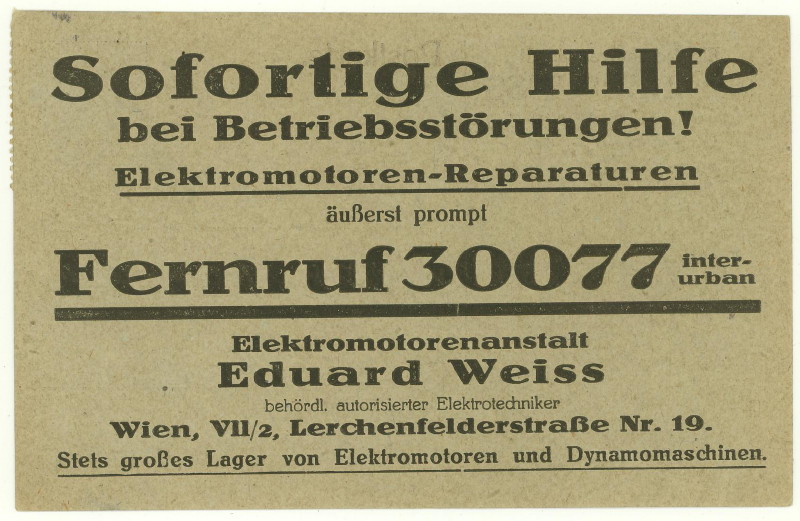 Sofortige Hilfe
bei Betriebsstörungen!
Elektromotoren-Reparaturen
äußerst prompt
Fernruf 30077 inter-
urban
Elektromotorenanstalt
Eduard Weiss
behördl. autorisierter Elektrotechniker
Wien, VII/2, Lerchenfelderstraße Nr. 19.
Stets großes Lager von Elektromotoren und Dynamomaschinen.